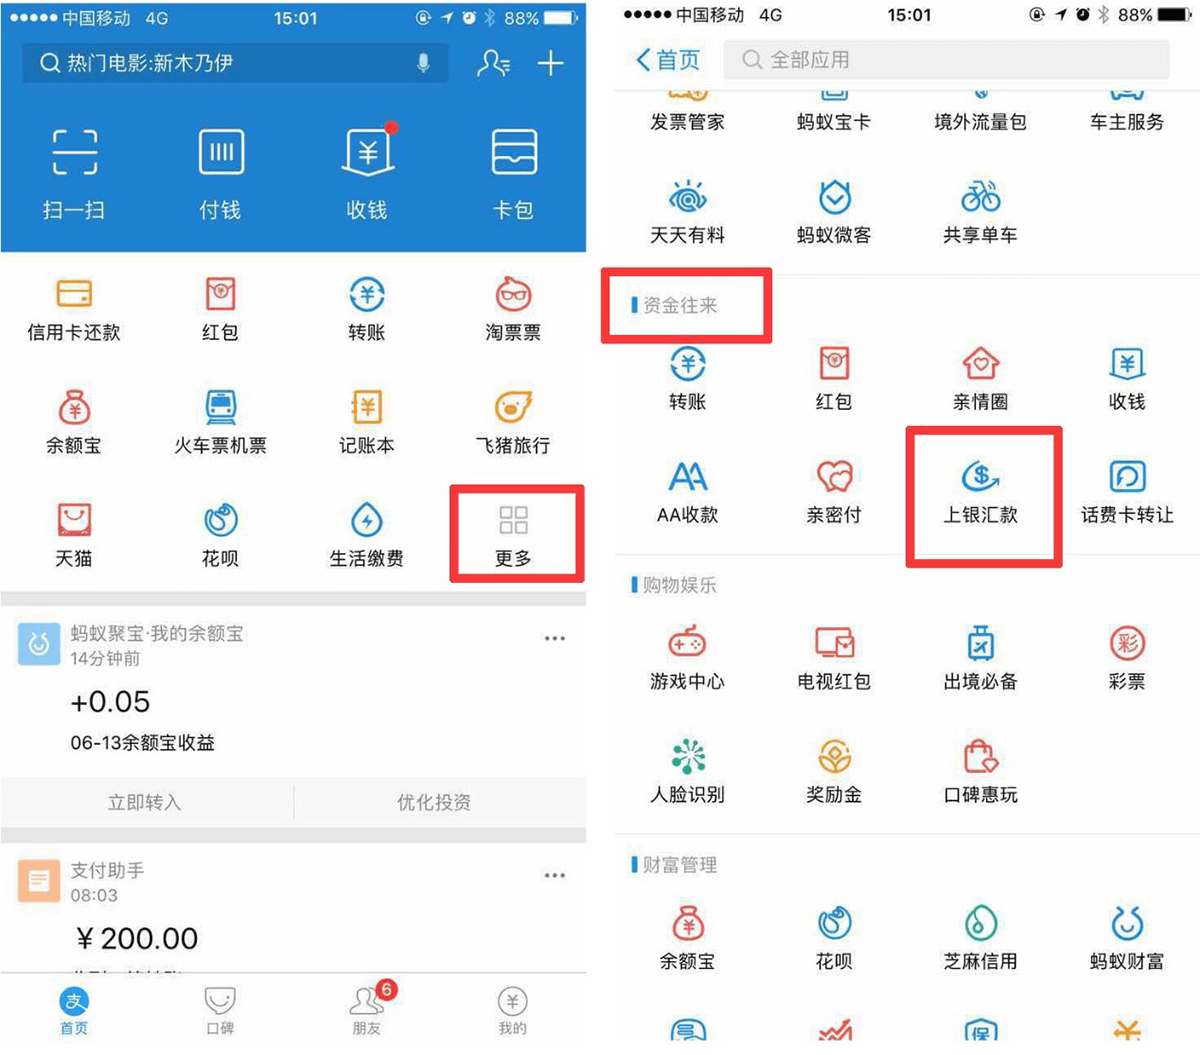 中国移动 4G 15:01 88%
热门电影:新木乃伊
扫一扫 付钱 收钱 卡包
信用卡还款 红包 转账 淘票票
余额宝 火车票机票 记账本 飞猪旅行
天猫 花呗 生活缴费 更多
蚂蚁聚宝·我的余额宝
14分钟前
+0.05
06-13余额宝收益
立即转入 优化投资
支付助手
08:03
￥200.00
首页 口碑 朋友 6 我的
中国移动 4G 15:01 88%
首页 全部应用
发票管家 蚂蚁宝卡 境外流量包 车主服务
天天有料 蚂蚁微客 共享单车
资金往来
转账 红包 亲情圈 收钱
AA收款 亲密付 上银汇款 话费卡转让
购物娱乐
游戏中心 电视红包 出境必备 彩票
人脸识别 奖励金 口碑惠玩
财富管理
余额宝 花呗 芝麻信用 蚂蚁财富